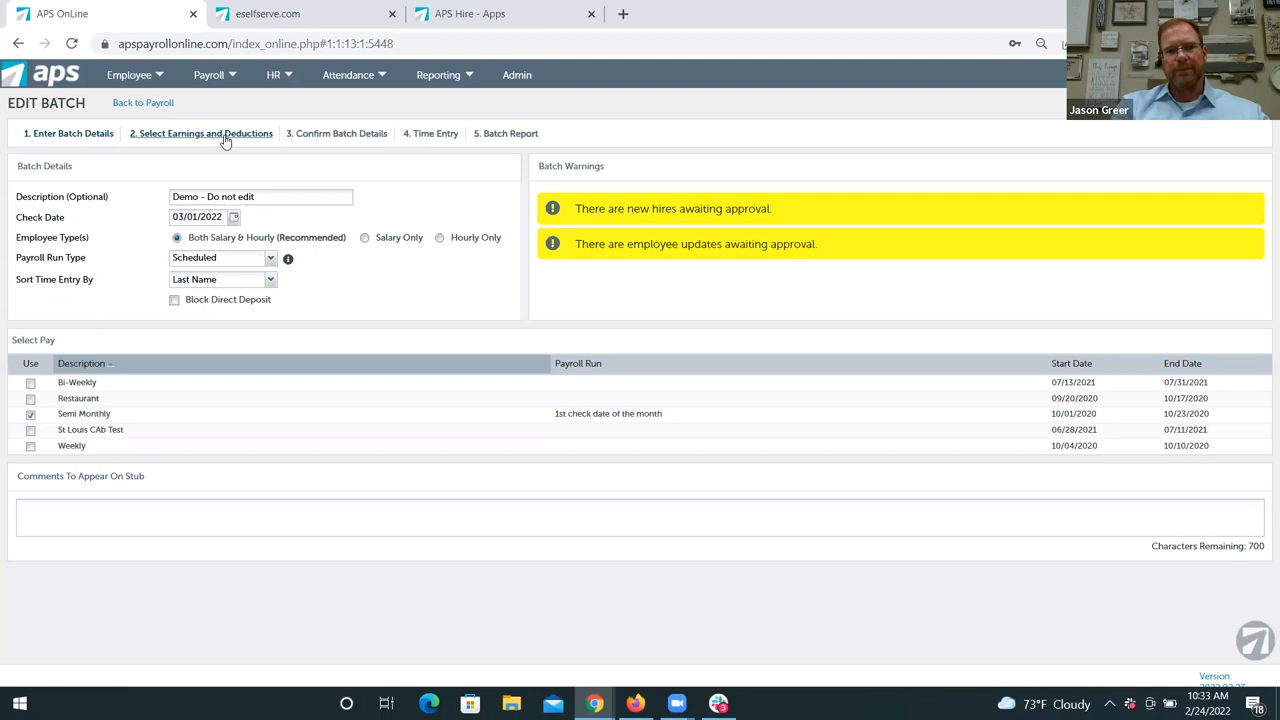 APS OnLine
eselfserve.com
APS Hire - Apps
apspayrollonline.com/index_online.php#1:1:13:1:5448
aps
Employee
Payroll
HR
Attendance
Reporting
Admin
Jason Greer
EDIT BATCH
Back to Payroll
1. Enter Batch Details
2. Select Earnings and Deductions
3. Confirm Batch Details
4. Time Entry
5. Batch Report
Batch Details
Description (Optional)
Demo - Do not edit
Check Date
03/01/2022
Employee Type(s)
Both Salary & Hourly (Recommended)
Salary Only
Hourly Only
Payroll Run Type
Scheduled
Sort Time Entry By
Last Name
Block Direct Deposit
Batch Warnings
There are new hires awaiting approval.
There are employee updates awaiting approval.
Select Pay
Use Description Payroll Run Start Date End Date
Bi-Weekly 07/13/2021 07/31/2021
Restaurant 09/20/2020 10/17/2020
Semi Monthly 1st check date of the month 10/01/2020 10/23/2020
St Louis CAb Test 06/28/2021 07/11/2021
Weekly 10/04/2020 10/10/2020
Comments To Appear On Stub
Characters Remaining: 700
Version:
73°F Cloudy
10:33 AM
2/24/2022
18